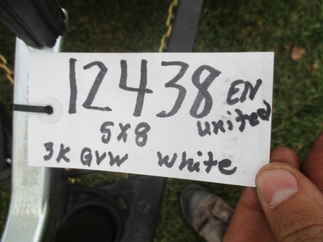 12438 EN
5x8 united
3K GVW white